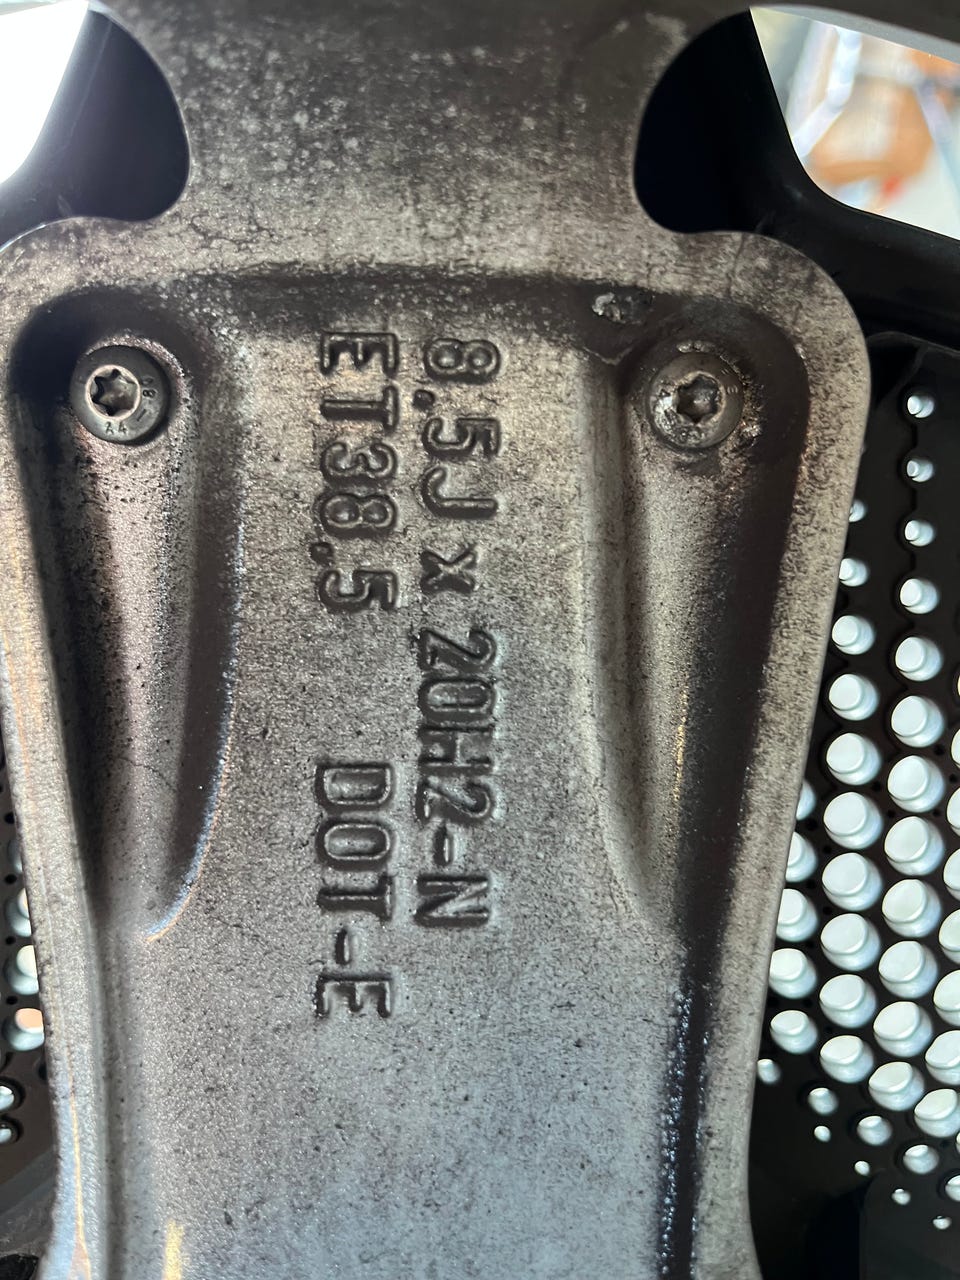 8,5J x 20H2-N
ET38,5 DOT-E